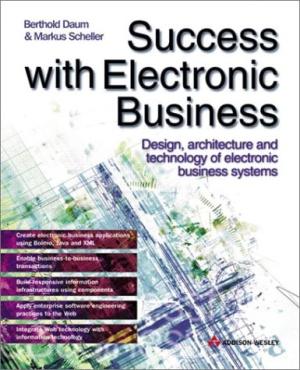 Berthold Daum
& Markus Scheller
Success
with Electronic
Business
Design, architecture and
technology of electronic
business systems
Create electronic business applications
using Bolero, Java and XML
Enable business-to-business
transactions
Build responsive information
infrastructures using components
Apply enterprise software engineering
practices to the Web
Integrate Web technology with
information technology
ADDISON-WESLEY